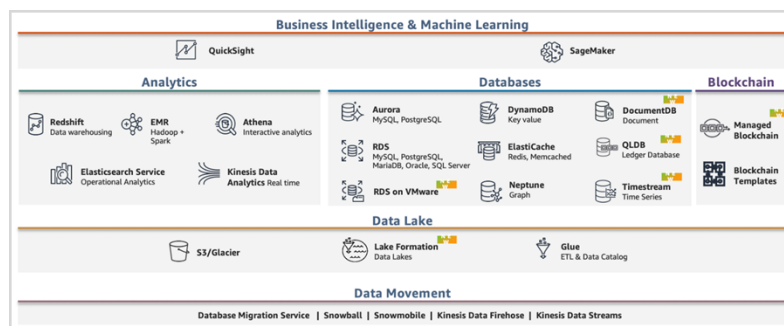 Business Intelligence & Machine Learning
QuickSight
SageMaker
Analytics
Redshift
Data warehousing
EMR
Hadoop +
Spark
Athena
Interactive analytics
Elasticsearch Service
Operational Analytics
Kinesis Data
Analytics Real time
Databases
Aurora
MySQL, PostgreSQL
DynamoDB
Key value
DocumentDB
Document
RDS
MySQL, PostgreSQL,
MariaDB, Oracle, SQL Server
ElastiCache
Redis, Memcached
QLDB
Ledger Database
RDS on VMware
Neptune
Graph
Timestream
Time Series
Blockchain
Managed
Blockchain
Blockchain
Templates
Data Lake
S3/Glacier
Lake Formation
Data Lakes
Glue
ETL & Data Catalog
Data Movement
Database Migration Service | Snowball | Snowmobile | Kinesis Data Firehose | Kinesis Data Streams